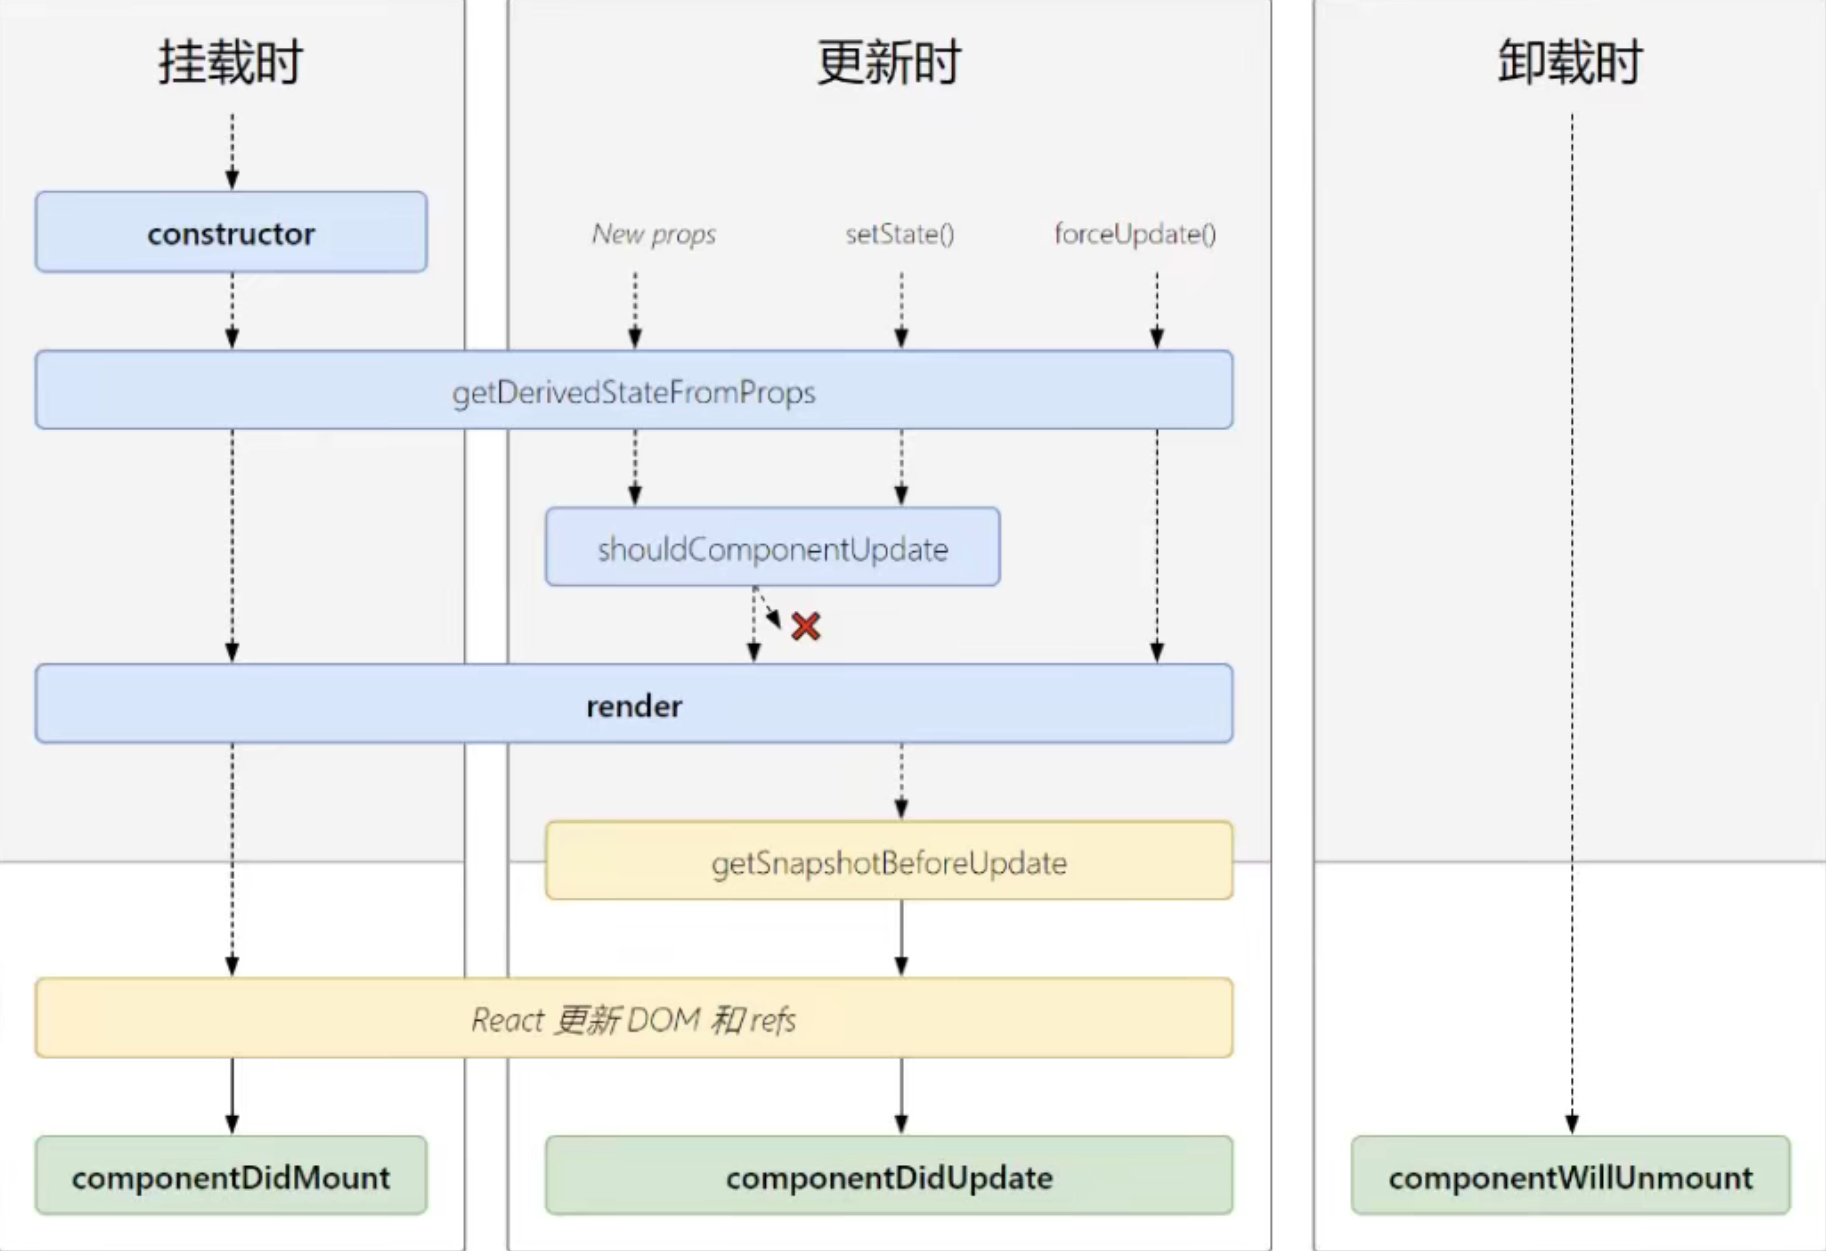 挂载时
更新时
卸载时
constructor
New props
setState()
forceUpdate()
getDerivedStateFromProps
shouldComponentUpdate
render
getSnapshotBeforeUpdate
React 更新 DOM 和 refs
componentDidMount
componentDidUpdate
componentWillUnmount